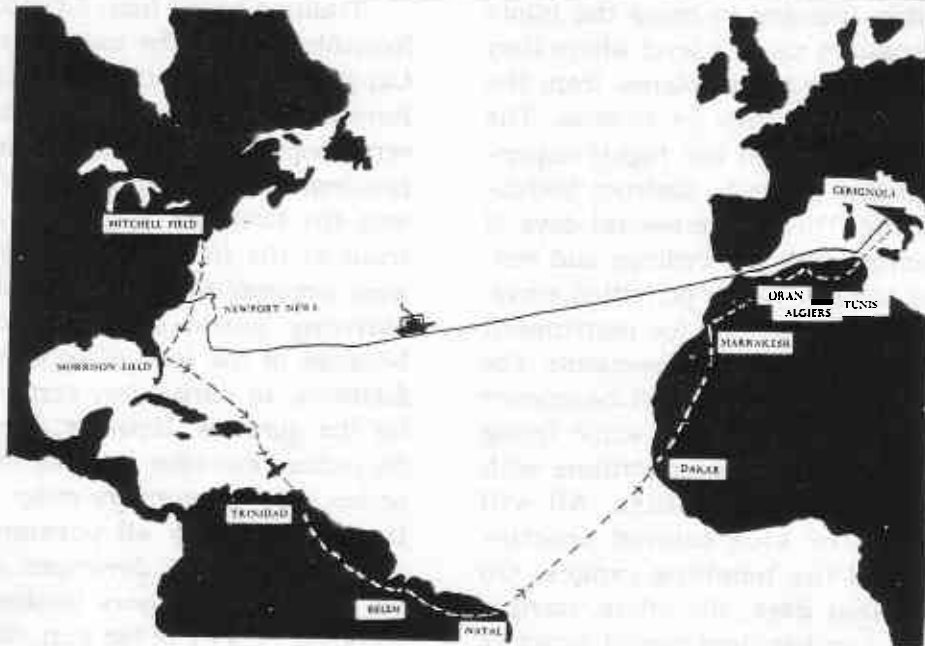 MITCHELL FIELD
CERIGNOLA
NEWPORT NEWS
ORAN
ALGIERS
TUNIS
MORRISON FIELD
MARRAKESH
DAKAR
TRINIDAD
BELEM
NATAL